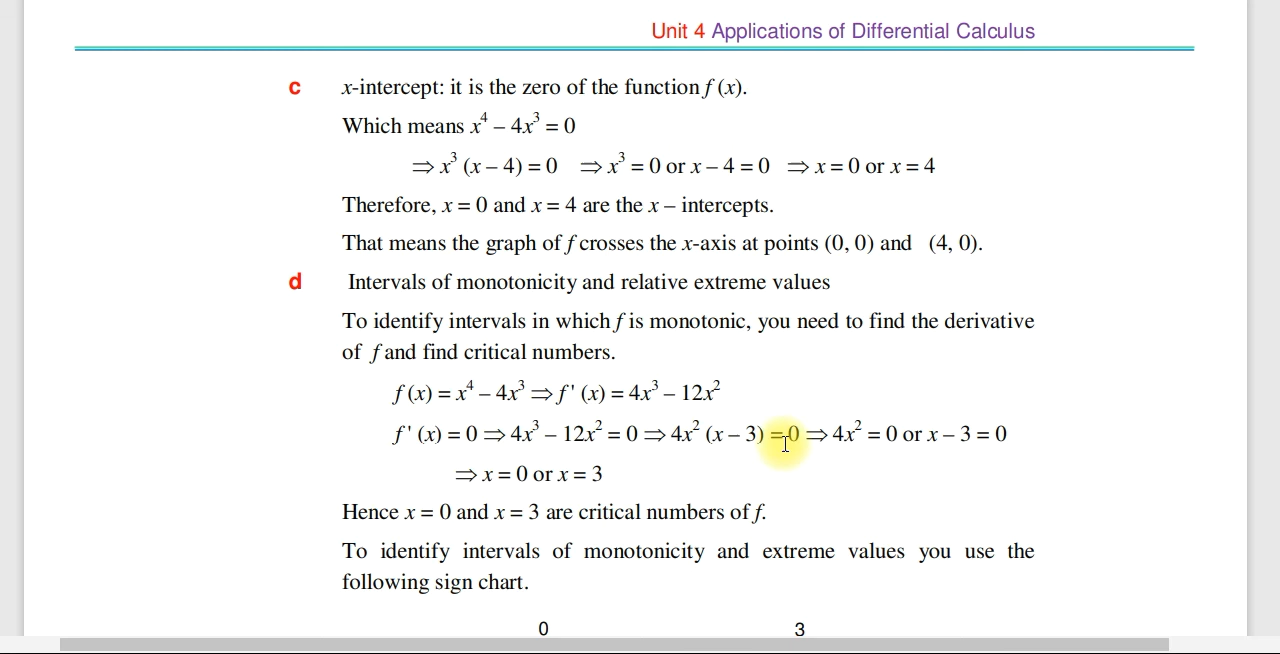 Unit 4 Applications of Differential Calculus
c x-intercept: it is the zero of the function f (x).
Which means x⁴ – 4x³ = 0
⇒ x³ (x – 4) = 0 ⇒ x³ = 0 or x – 4 = 0 ⇒ x = 0 or x = 4
Therefore, x = 0 and x = 4 are the x – intercepts.
That means the graph of f crosses the x-axis at points (0, 0) and (4, 0).
d Intervals of monotonicity and relative extreme values
To identify intervals in which f is monotonic, you need to find the derivative
of f and find critical numbers.
f (x) = x⁴ – 4x³ ⇒ f ' (x) = 4x³ – 12x²
f ' (x) = 0 ⇒ 4x³ – 12x² = 0 ⇒ 4x² (x – 3) = 0 ⇒ 4x² = 0 or x – 3 = 0
⇒ x = 0 or x = 3
Hence x = 0 and x = 3 are critical numbers of f.
To identify intervals of monotonicity and extreme values you use the
following sign chart.
0 3